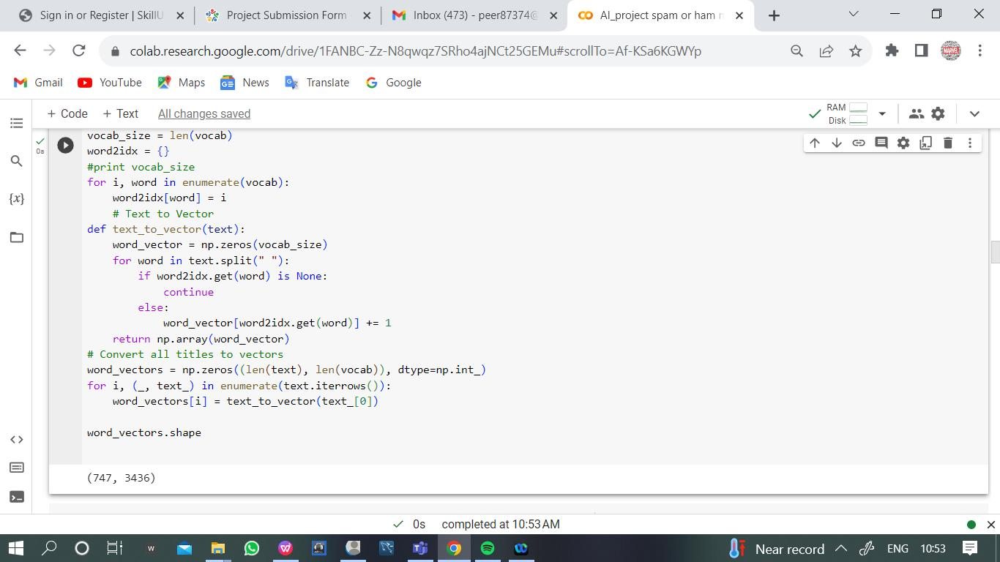 Sign in or Register | SkillU
Project Submission Form
Inbox (473) - peer87374@
AI_project spam or ham
colab.research.google.com/drive/1FANBC-Zz-N8qwqz7SRho4ajNCt25GEMu#scrollTo=Af-KSa6KGWYp
Gmail YouTube Maps News Translate Google
+ Code + Text All changes saved
RAM
Disk
0s
vocab_size = len(vocab)
word2idx = {}
#print vocab_size
for i, word in enumerate(vocab):
    word2idx[word] = i
    # Text to Vector
def text_to_vector(text):
    word_vector = np.zeros(vocab_size)
    for word in text.split(" "):
        if word2idx.get(word) is None:
            continue
        else:
            word_vector[word2idx.get(word)] += 1
    return np.array(word_vector)
# Convert all titles to vectors
word_vectors = np.zeros((len(text), len(vocab)), dtype=np.int_)
for i, (_, text_) in enumerate(text.iterrows()):
    word_vectors[i] = text_to_vector(text_[0])
word_vectors.shape
(747, 3436)
0s completed at 10:53 AM
Near record ENG 10:53